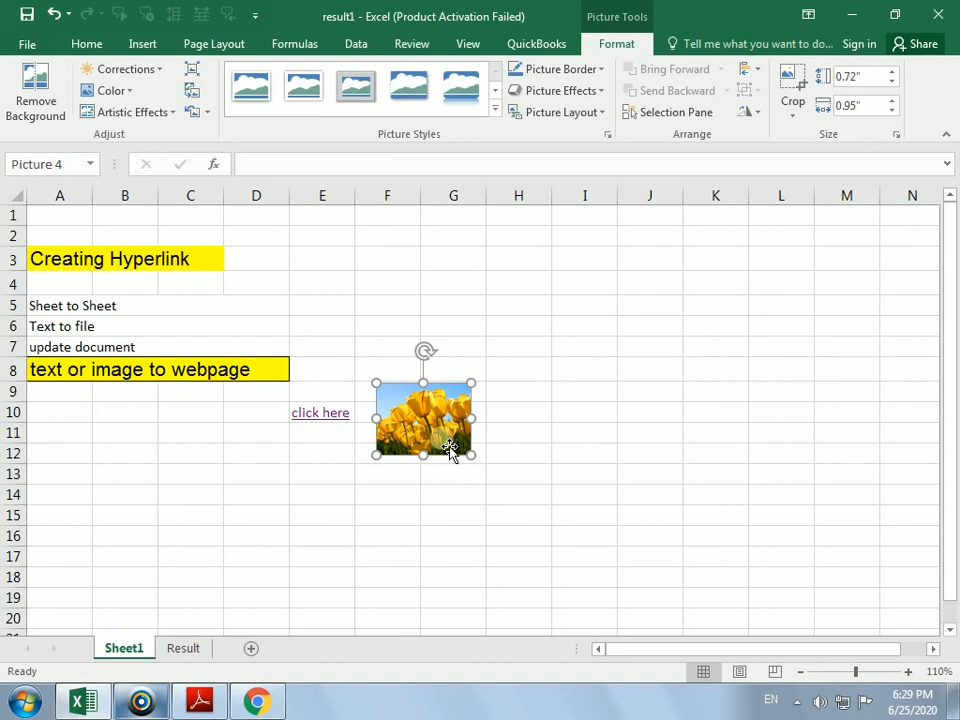 result1 - Excel (Product Activation Failed)
Picture Tools
File Home Insert Page Layout Formulas Data Review View QuickBooks Format Tell me what you want to do... Sign in Share
Remove Background
Corrections
Color
Artistic Effects
Adjust
Picture Styles
Picture Border
Picture Effects
Picture Layout
Bring Forward
Send Backward
Selection Pane
Arrange
Crop
0.72"
0.95"
Size
Picture 4
fx
A B C D E F G H I J K L M N
1
2
3 Creating Hyperlink
4
5 Sheet to Sheet
6 Text to file
7 update document
8 text or image to webpage
9
10 click here
11
12
13
14
15
16
17
18
19
20
21
Sheet1 Result
Ready
110%
EN
6:29 PM
6/25/2020